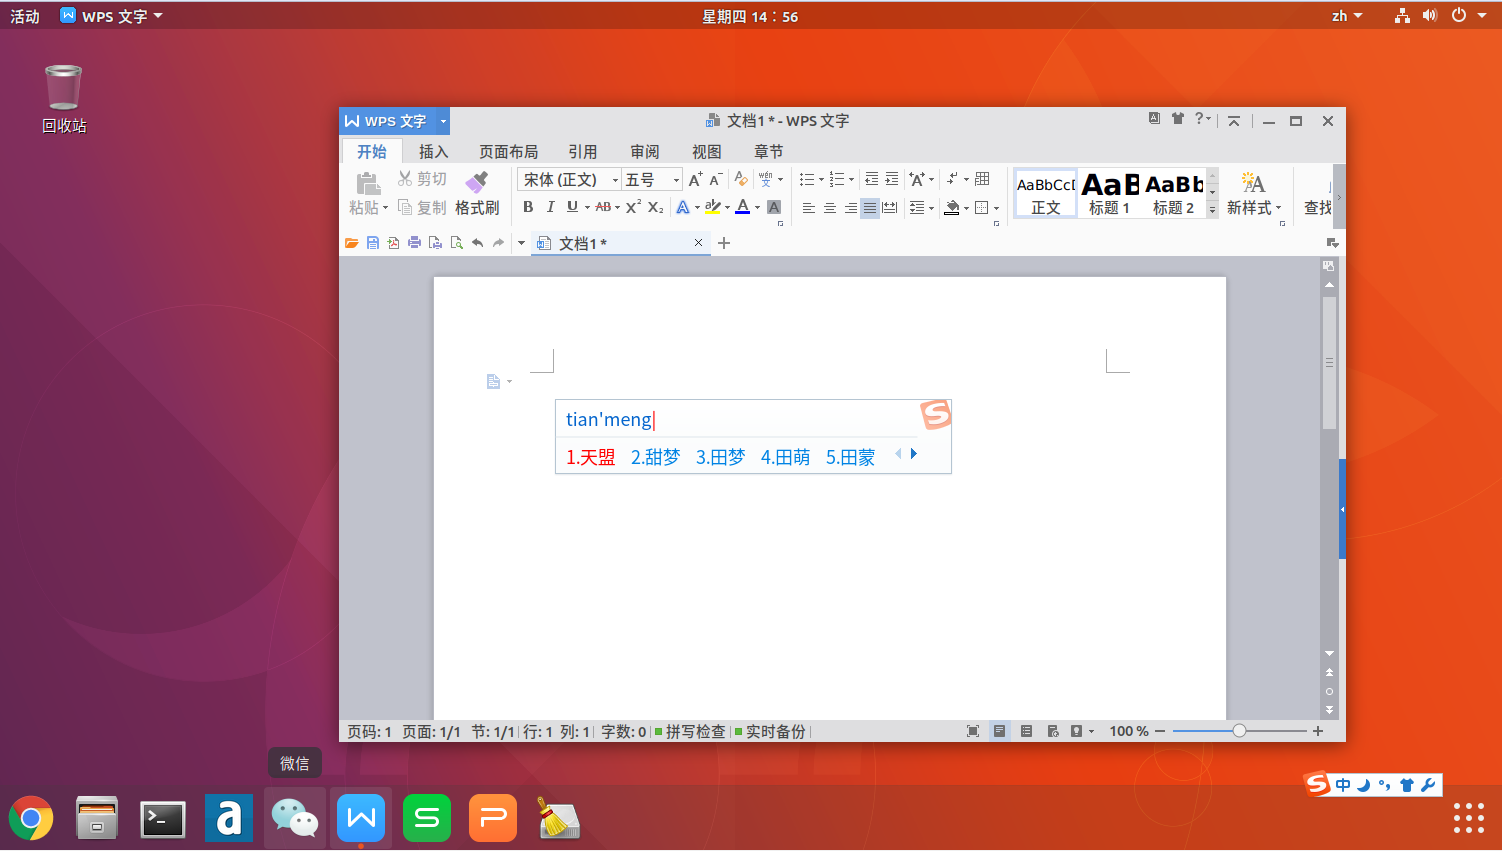 活动 WPS 文字 星期四 14：56 zh
回收站
WPS 文字 文档1 * - WPS 文字
开始 插入 页面布局 引用 审阅 视图 章节
剪切 宋体 (正文) 五号 AaBbCcD AaB AaBb
粘贴 复制 格式刷 正文 标题 1 标题 2 新样式 查找
文档1 *
tian'meng
1.天盟 2.甜梦 3.田梦 4.田萌 5.田蒙
页码: 1 页面: 1/1 节: 1/1 行: 1 列: 1 字数: 0 拼写检查 实时备份 100 %
微信
中